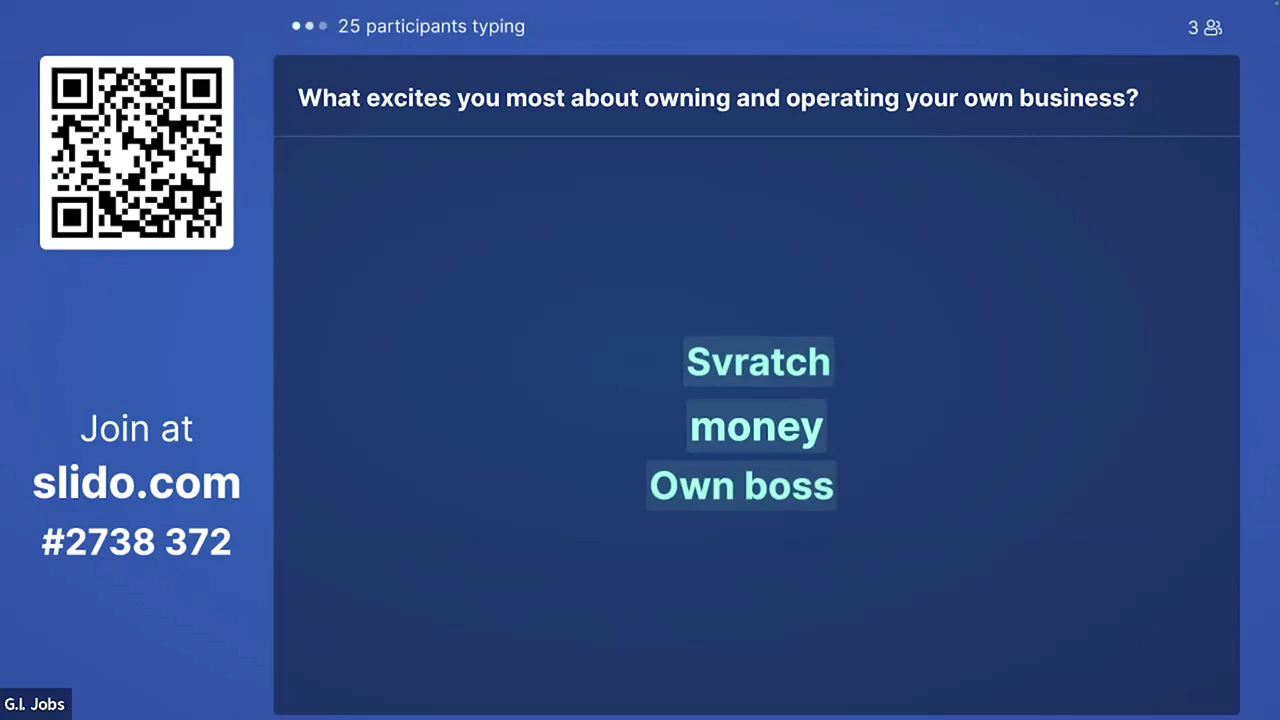 25 participants typing
3
What excites you most about owning and operating your own business?
Svratch
money
Own boss
Join at
slido.com
#2738 372
G.I. Jobs